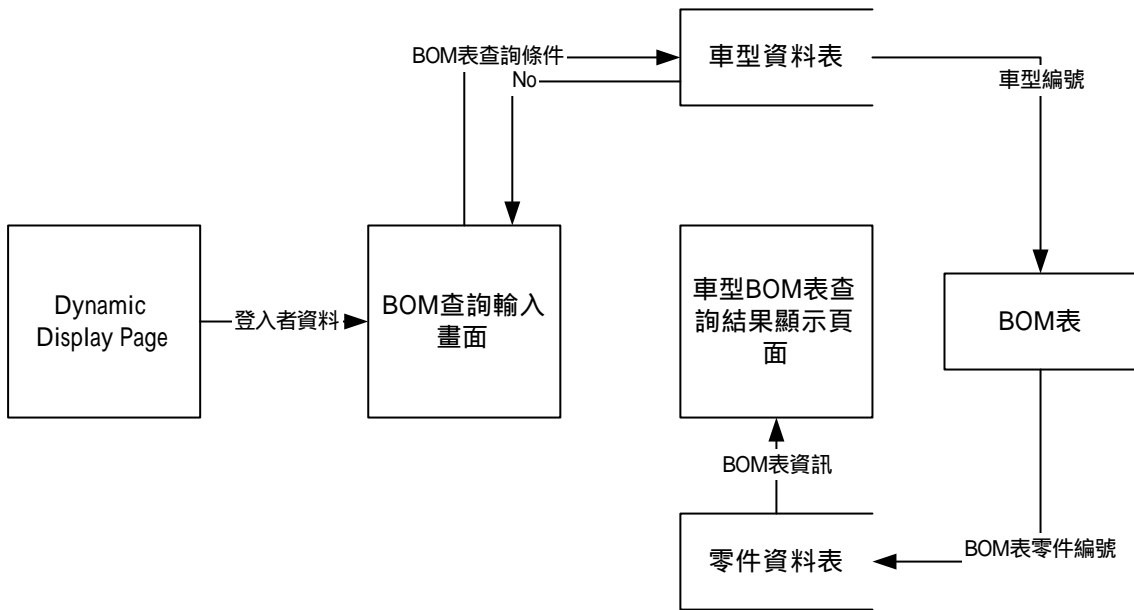 BOM表查詢條件
No
車型資料表
車型編號
Dynamic
Display Page
登入者資料
BOM查詢輸入
畫面
車型BOM表查
詢結果顯示頁
面
BOM表
BOM表資訊
零件資料表
BOM表零件編號